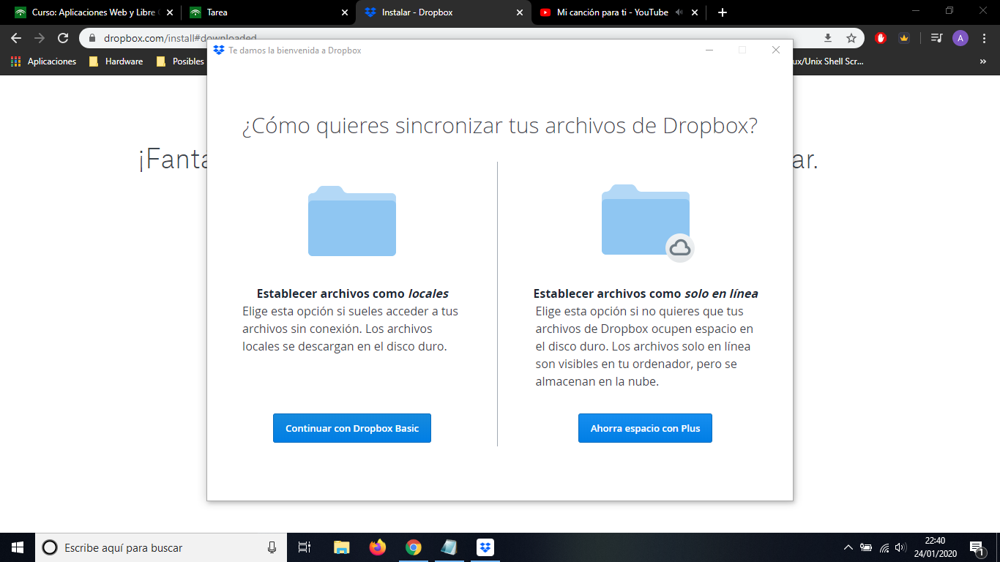 Curso: Aplicaciones Web y Libre
Tarea
Instalar - Dropbox
Mi canción para ti - YouTube
dropbox.com/install#downloaded
A
Aplicaciones
Hardware
Posibles
ux/Unix Shell Scr...
»
Te damos la bienvenida a Dropbox
¿Cómo quieres sincronizar tus archivos de Dropbox?
¡Fanta
ar.
Establecer archivos como locales
Elige esta opción si sueles acceder a tus
archivos sin conexión. Los archivos
locales se descargan en el disco duro.
Continuar con Dropbox Basic
Establecer archivos como solo en línea
Elige esta opción si no quieres que tus
archivos de Dropbox ocupen espacio en
el disco duro. Los archivos solo en línea
son visibles en tu ordenador, pero se
almacenan en la nube.
Ahorra espacio con Plus
Escribe aquí para buscar
22:40
24/01/2020
1